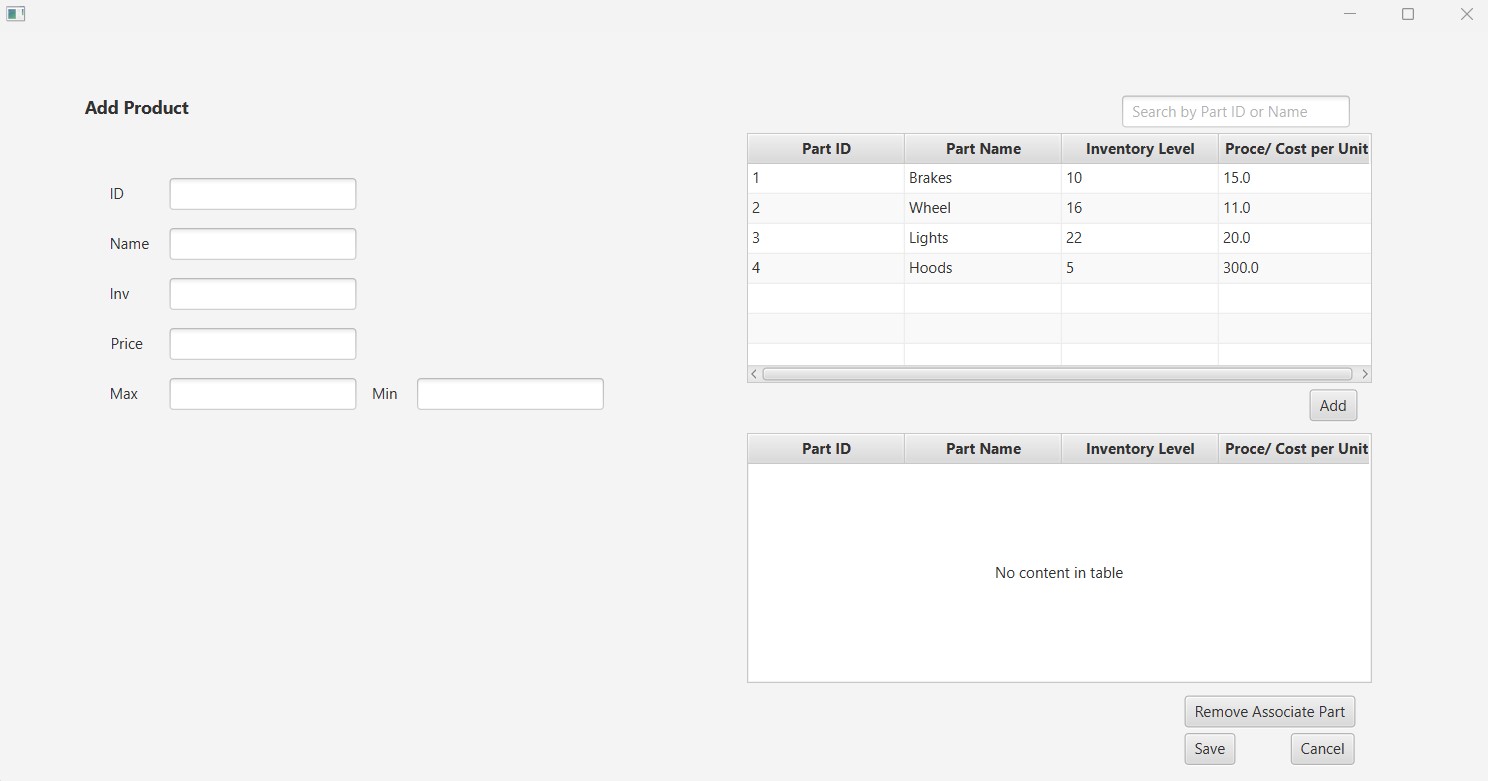 Add Product
ID
Name
Inv
Price
Max Min
Search by Part ID or Name
Part ID Part Name Inventory Level Proce/ Cost per Unit
1 Brakes 10 15.0
2 Wheel 16 11.0
3 Lights 22 20.0
4 Hoods 5 300.0
Add
Part ID Part Name Inventory Level Proce/ Cost per Unit
No content in table
Remove Associate Part
Save Cancel